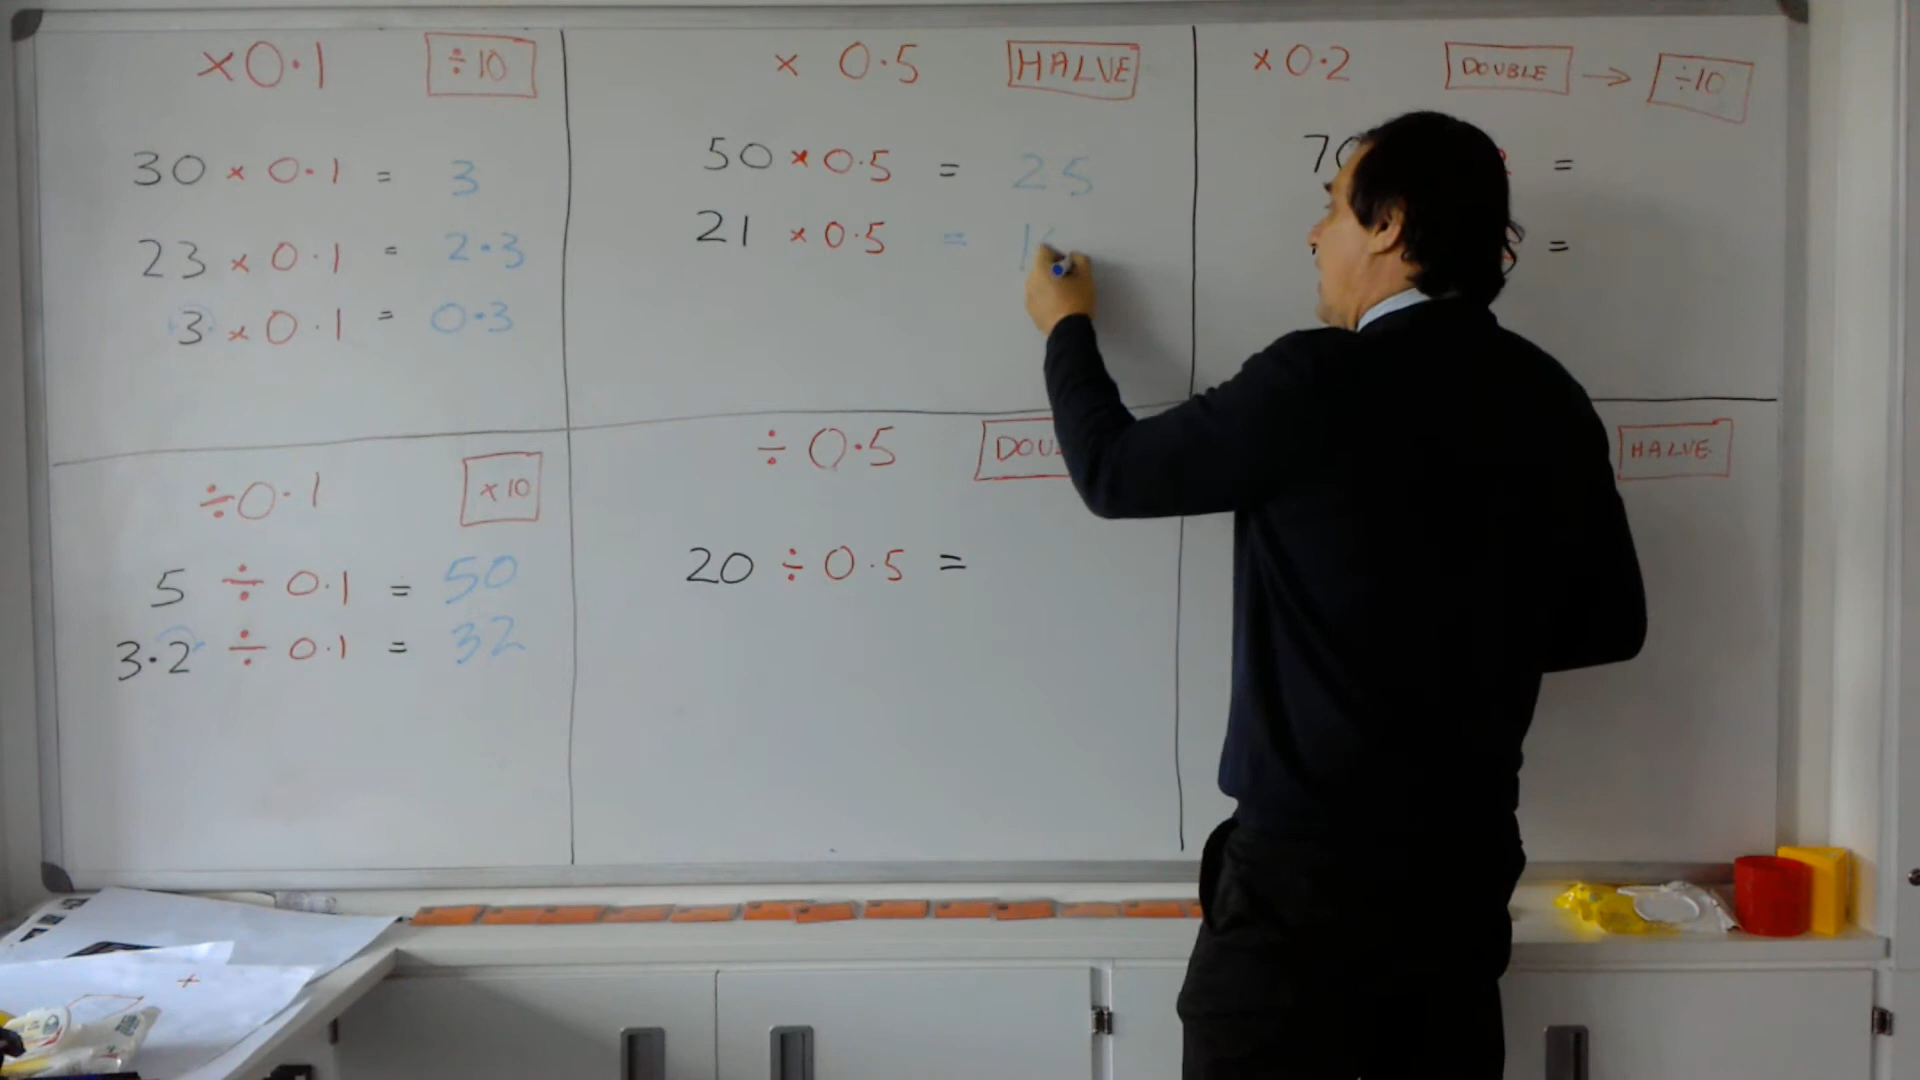 ×0·1 ÷10
30 × 0·1 = 3
23 × 0·1 = 2·3
3 × 0·1 = 0·3
× 0·5 HALVE
50 × 0·5 = 25
21 × 0·5 = 1
×0·2 DOUBLE → ÷10
70 =
=
÷0·1 ×10
5 ÷ 0·1 = 50
3·2 ÷ 0·1 = 32
÷ 0·5
20 ÷ 0·5 =
HALVE